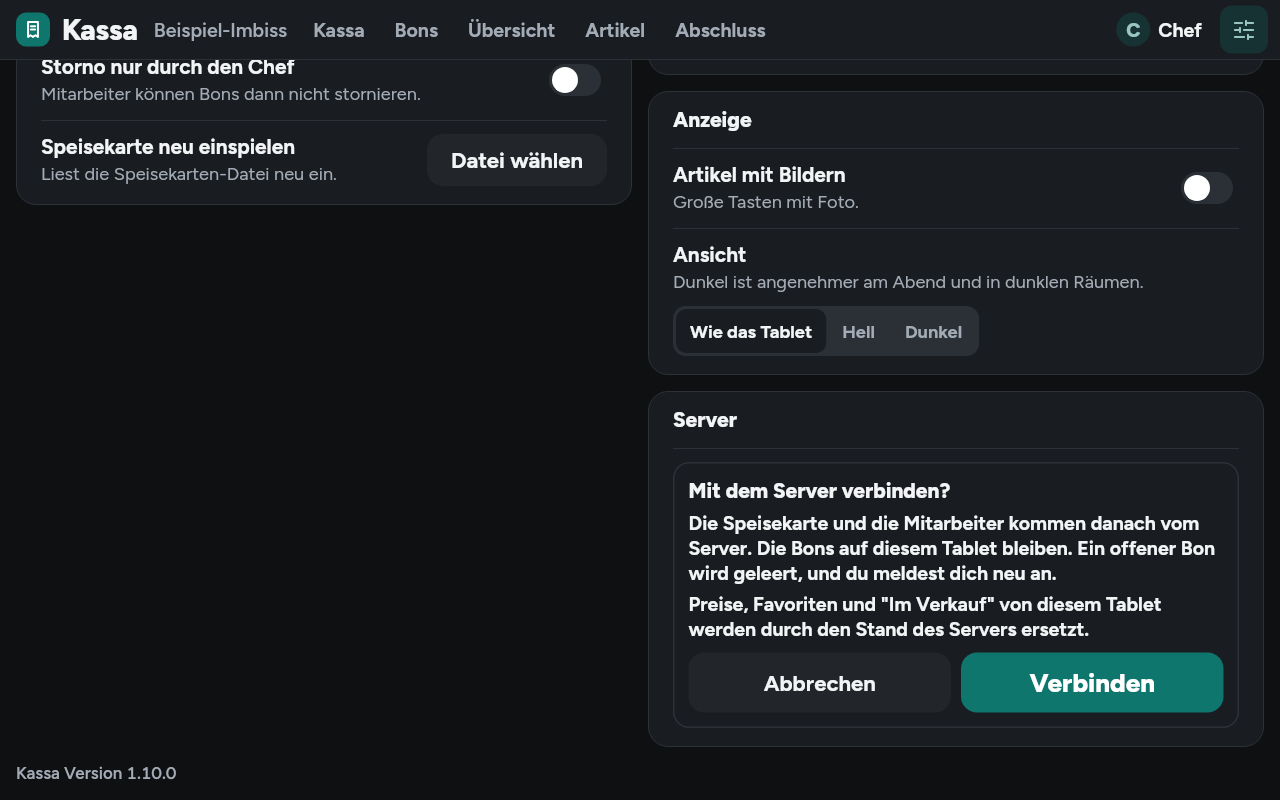 Kassa Beispiel-Imbiss Kassa Bons Übersicht Artikel Abschluss C Chef
Storno nur durch den Chef
Mitarbeiter können Bons dann nicht stornieren.
Speisekarte neu einspielen
Liest die Speisekarten-Datei neu ein.
Datei wählen
Anzeige
Artikel mit Bildern
Große Tasten mit Foto.
Ansicht
Dunkel ist angenehmer am Abend und in dunklen Räumen.
Wie das Tablet Hell Dunkel
Server
Mit dem Server verbinden?
Die Speisekarte und die Mitarbeiter kommen danach vom
Server. Die Bons auf diesem Tablet bleiben. Ein offener Bon
wird geleert, und du meldest dich neu an.
Preise, Favoriten und "Im Verkauf" von diesem Tablet
werden durch den Stand des Servers ersetzt.
Abbrechen Verbinden
Kassa Version 1.10.0